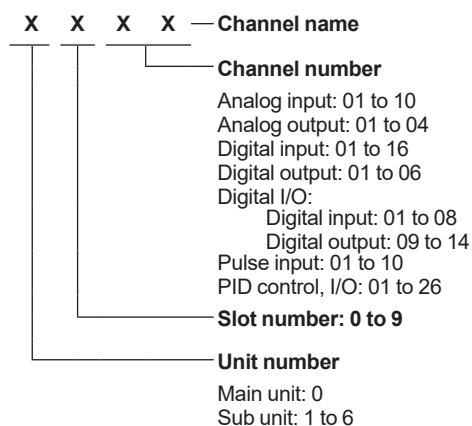 X X X X Channel name
Channel number
Analog input: 01 to 10
Analog output: 01 to 04
Digital input: 01 to 16
Digital output: 01 to 06
Digital I/O:
Digital input: 01 to 08
Digital output: 09 to 14
Pulse input: 01 to 10
PID control, I/O: 01 to 26
Slot number: 0 to 9
Unit number
Main unit: 0
Sub unit: 1 to 6